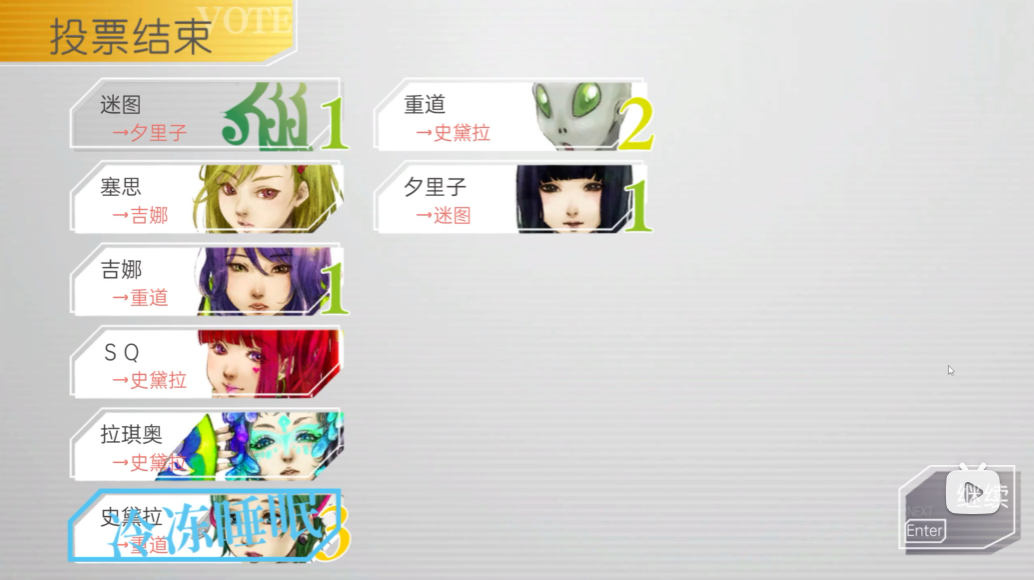 投票结束
VOTE
迷图
→夕里子
1
塞思
→吉娜
吉娜
→重道
1
SQ
→史黛拉
拉琪奥
→史黛拉
史黛拉
→重道
冷冻睡眠
3
重道
→史黛拉
2
夕里子
→迷图
1
继续
NEXT
Enter